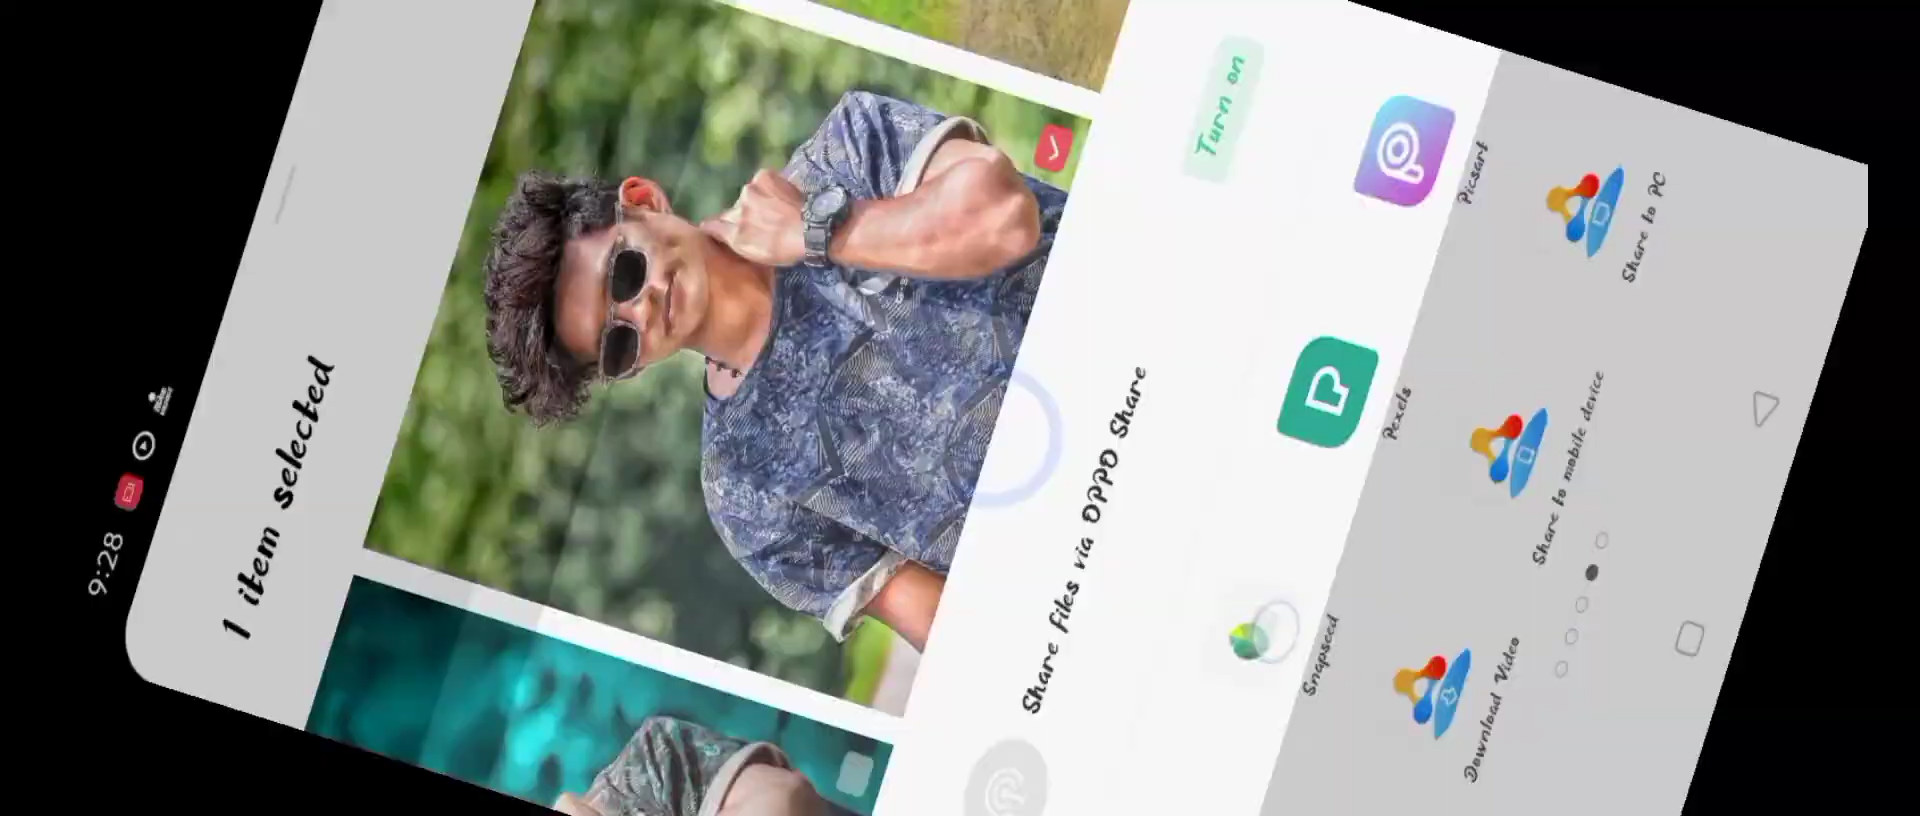 9:28
1 item selected
Share files via OPPO Share
Turn on
Snapseed
Pexels
Picsart
Download Video
Share to mobile device
Share to PC